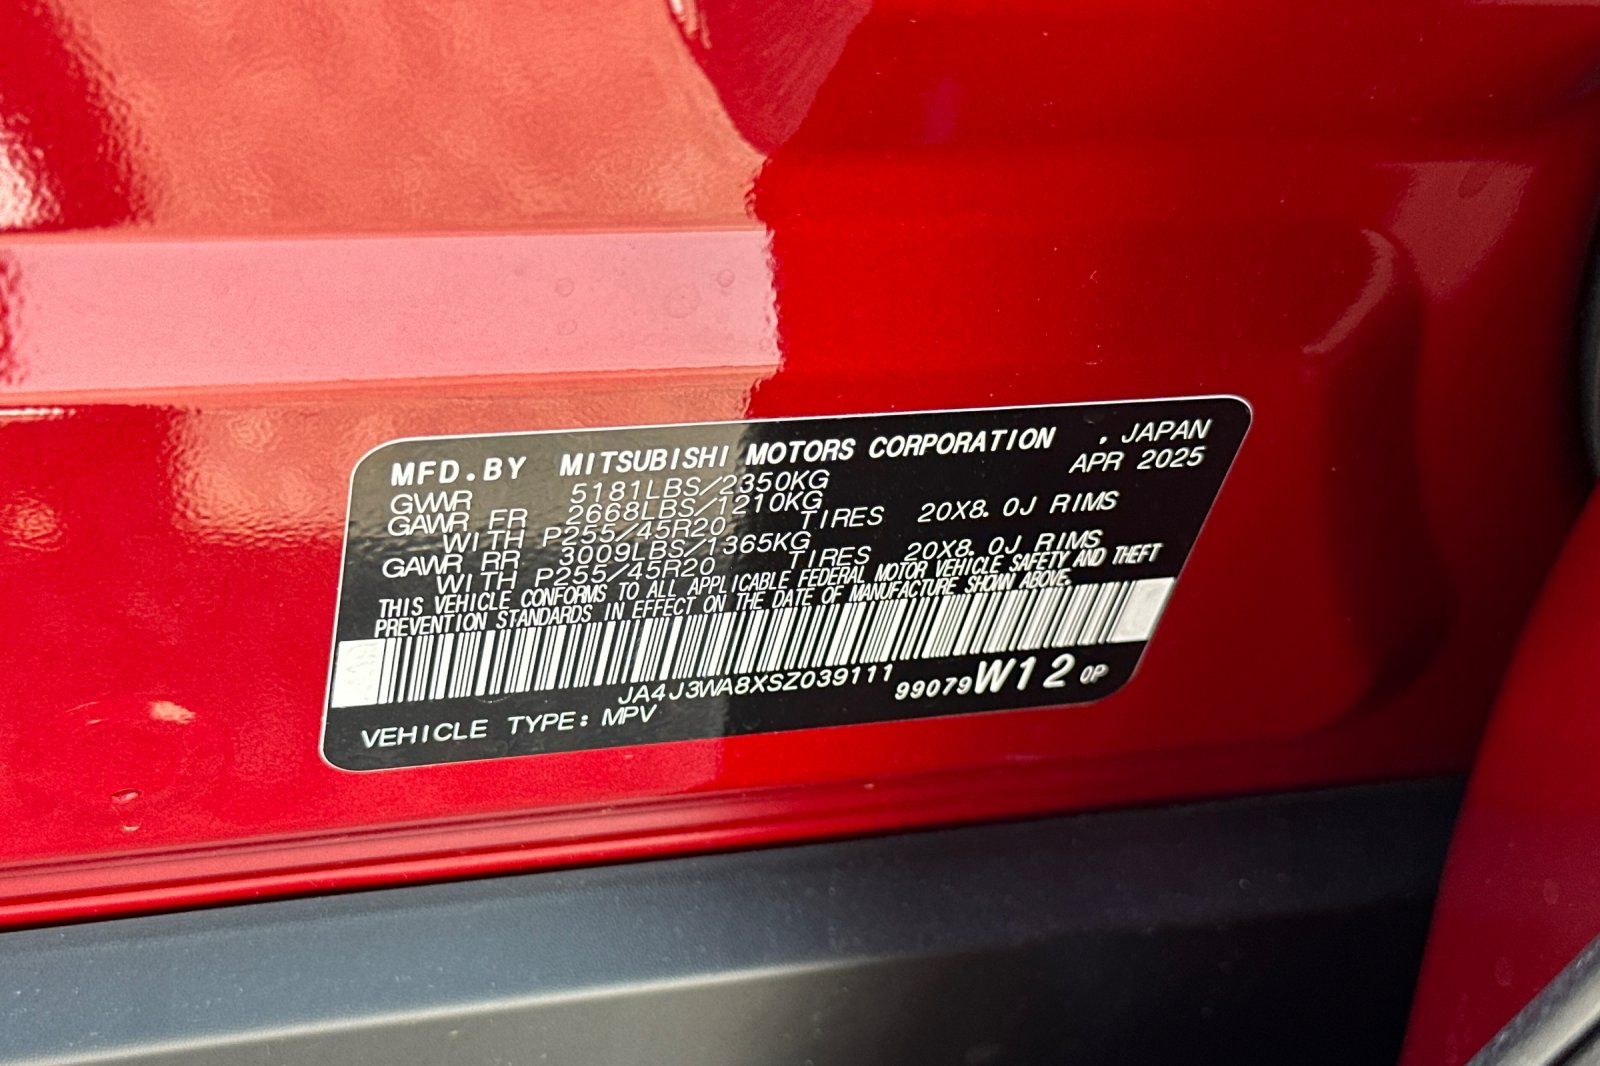 MFD.BY MITSUBISHI MOTORS CORPORATION . JAPAN
APR 2025
GVWR 5181LBS/2350KG
GAWR FR 2668LBS/1210KG
WITH P255/45R20 TIRES 20X8.0J RIMS
GAWR RR 3009LBS/1365KG
WITH P255/45R20 TIRES 20X8.0J RIMS
THIS VEHICLE CONFORMS TO ALL APPLICABLE FEDERAL MOTOR VEHICLE SAFETY AND THEFT
PREVENTION STANDARDS IN EFFECT ON THE DATE OF MANUFACTURE SHOWN ABOVE.
JA4J3WA8XSZ039111 99079W12 0P
VEHICLE TYPE: MPV